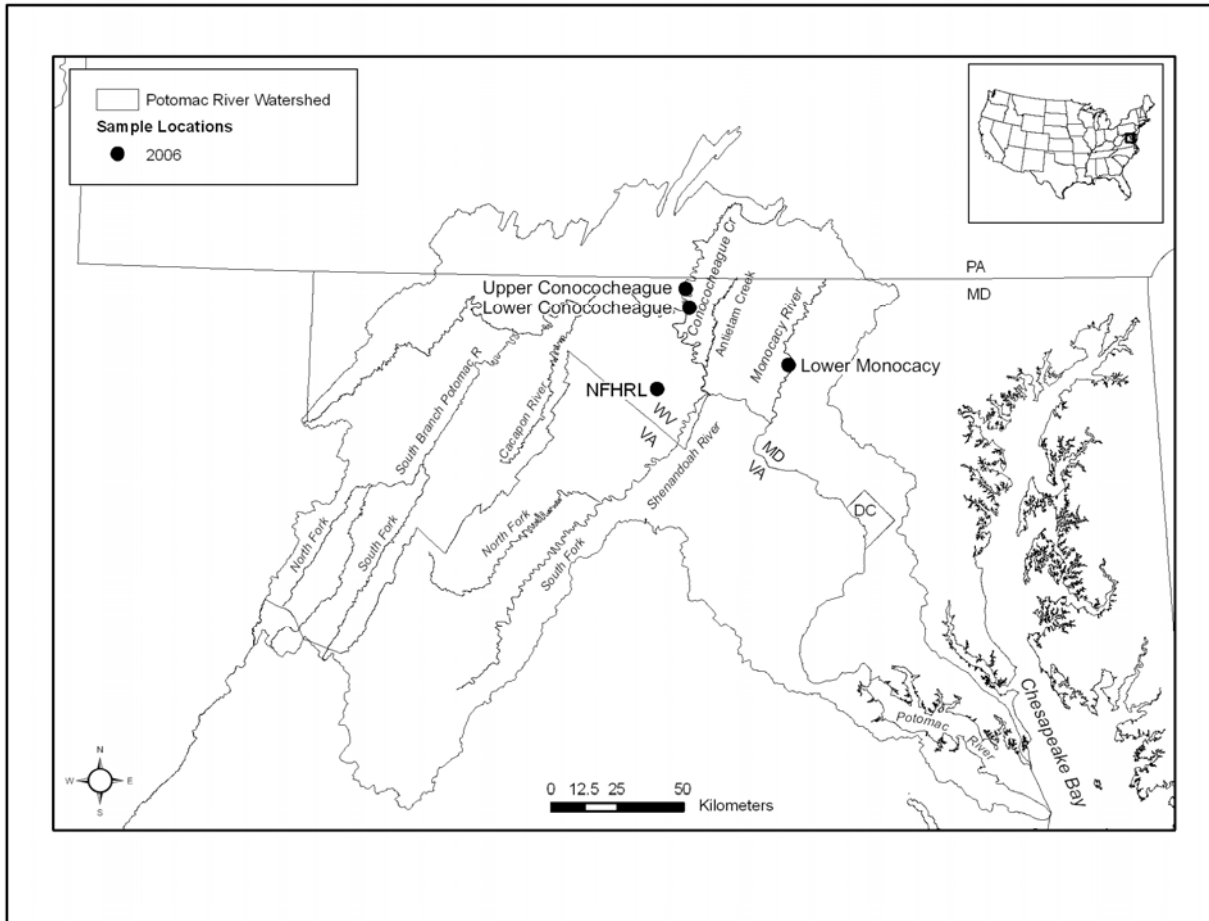 Potomac River Watershed
Sample Locations
2006
PA
MD
Upper Conococheague
Lower Conococheague
Conococheague Cr
Antietam Creek
Monocacy River
Lower Monocacy
NFHRL
WV
VA
South Branch Potomac R
Cacapon River
Shenandoah River
MD
VA
DC
North Fork
South Fork
North Fork
South Fork
Potomac
River
Chesapeake Bay
N
W
E
S
0 12.5 25 50
Kilometers